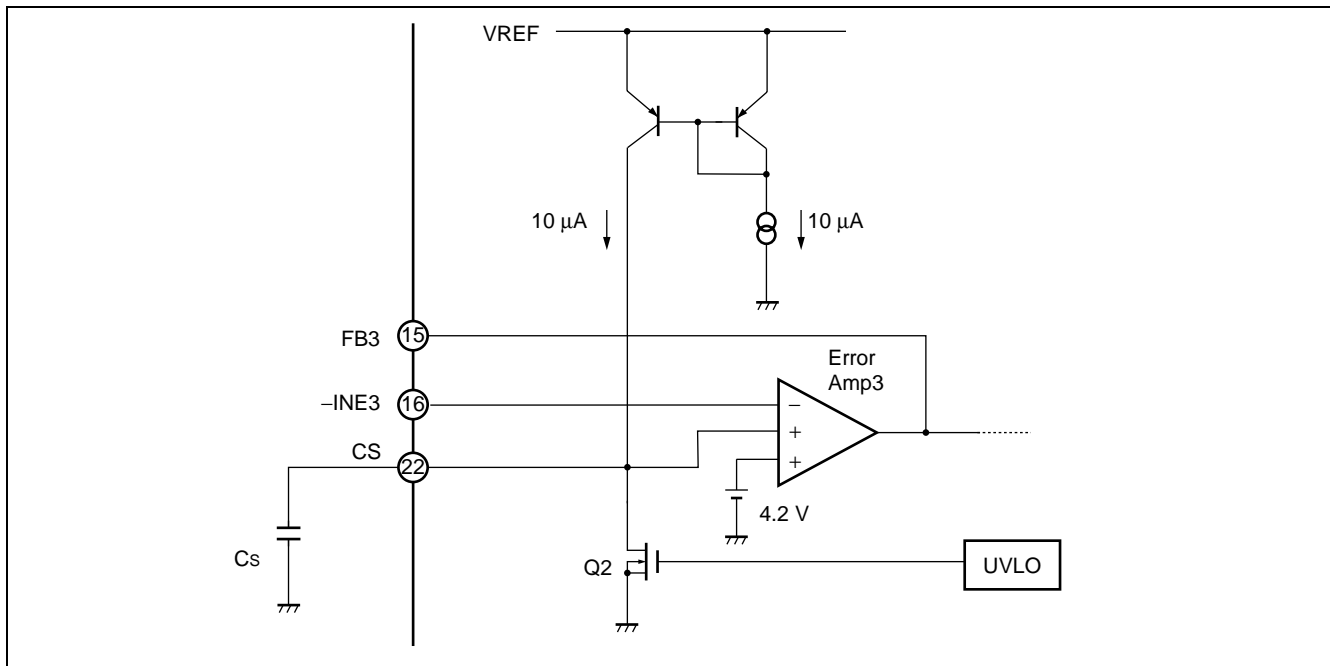 VREF
10 μA
10 μA
FB3
15
Error
Amp3
−INE3
16
−
+
CS
22
+
4.2 V
Cs
Q2
UVLO